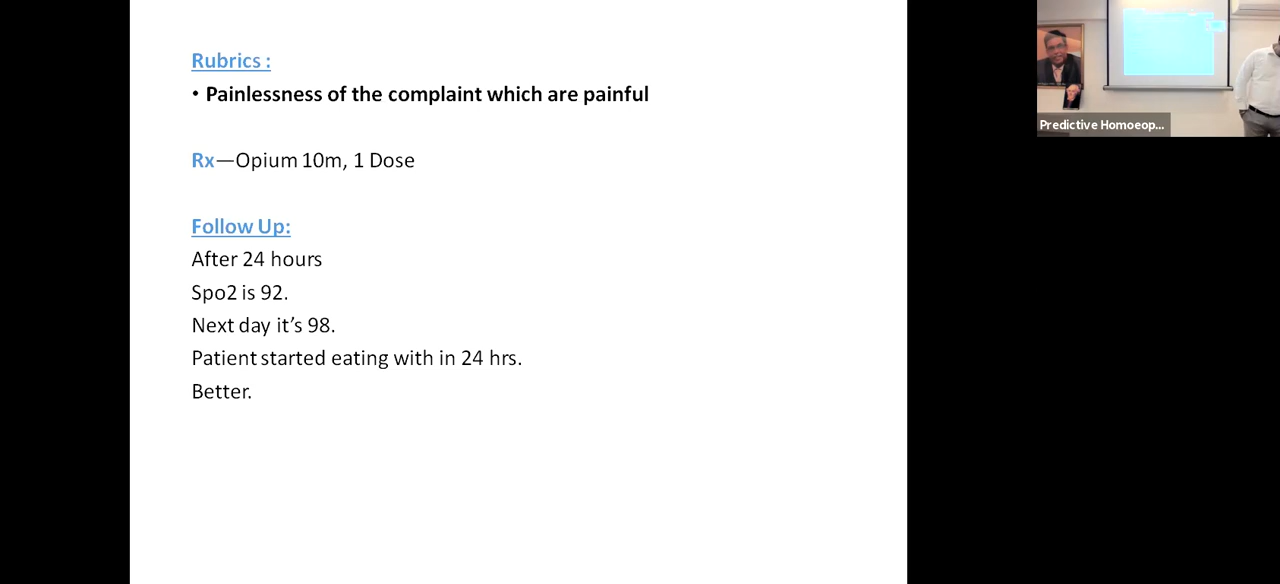 Rubrics :
• Painlessness of the complaint which are painful
Rx—Opium 10m, 1 Dose
Follow Up:
After 24 hours
Spo2 is 92.
Next day it’s 98.
Patient started eating with in 24 hrs.
Better.
Predictive Homoeop...